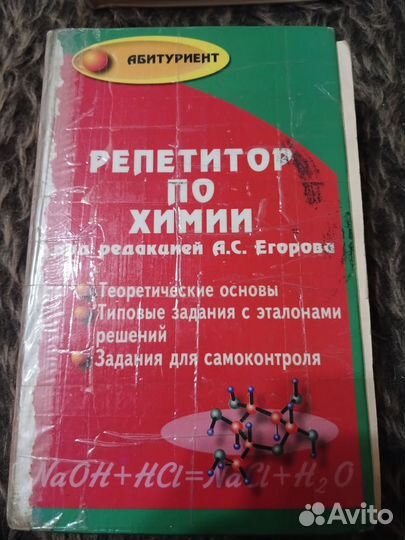 АБИТУРИЕНТ
РЕПЕТИТОР
ПО
ХИМИИ
редакцией А.С. Егорова
Теоретические основы
Типовые задания с эталонами
решений
Задания для самоконтроля
NaOH+HCl=NaCl+H₂O
Avito